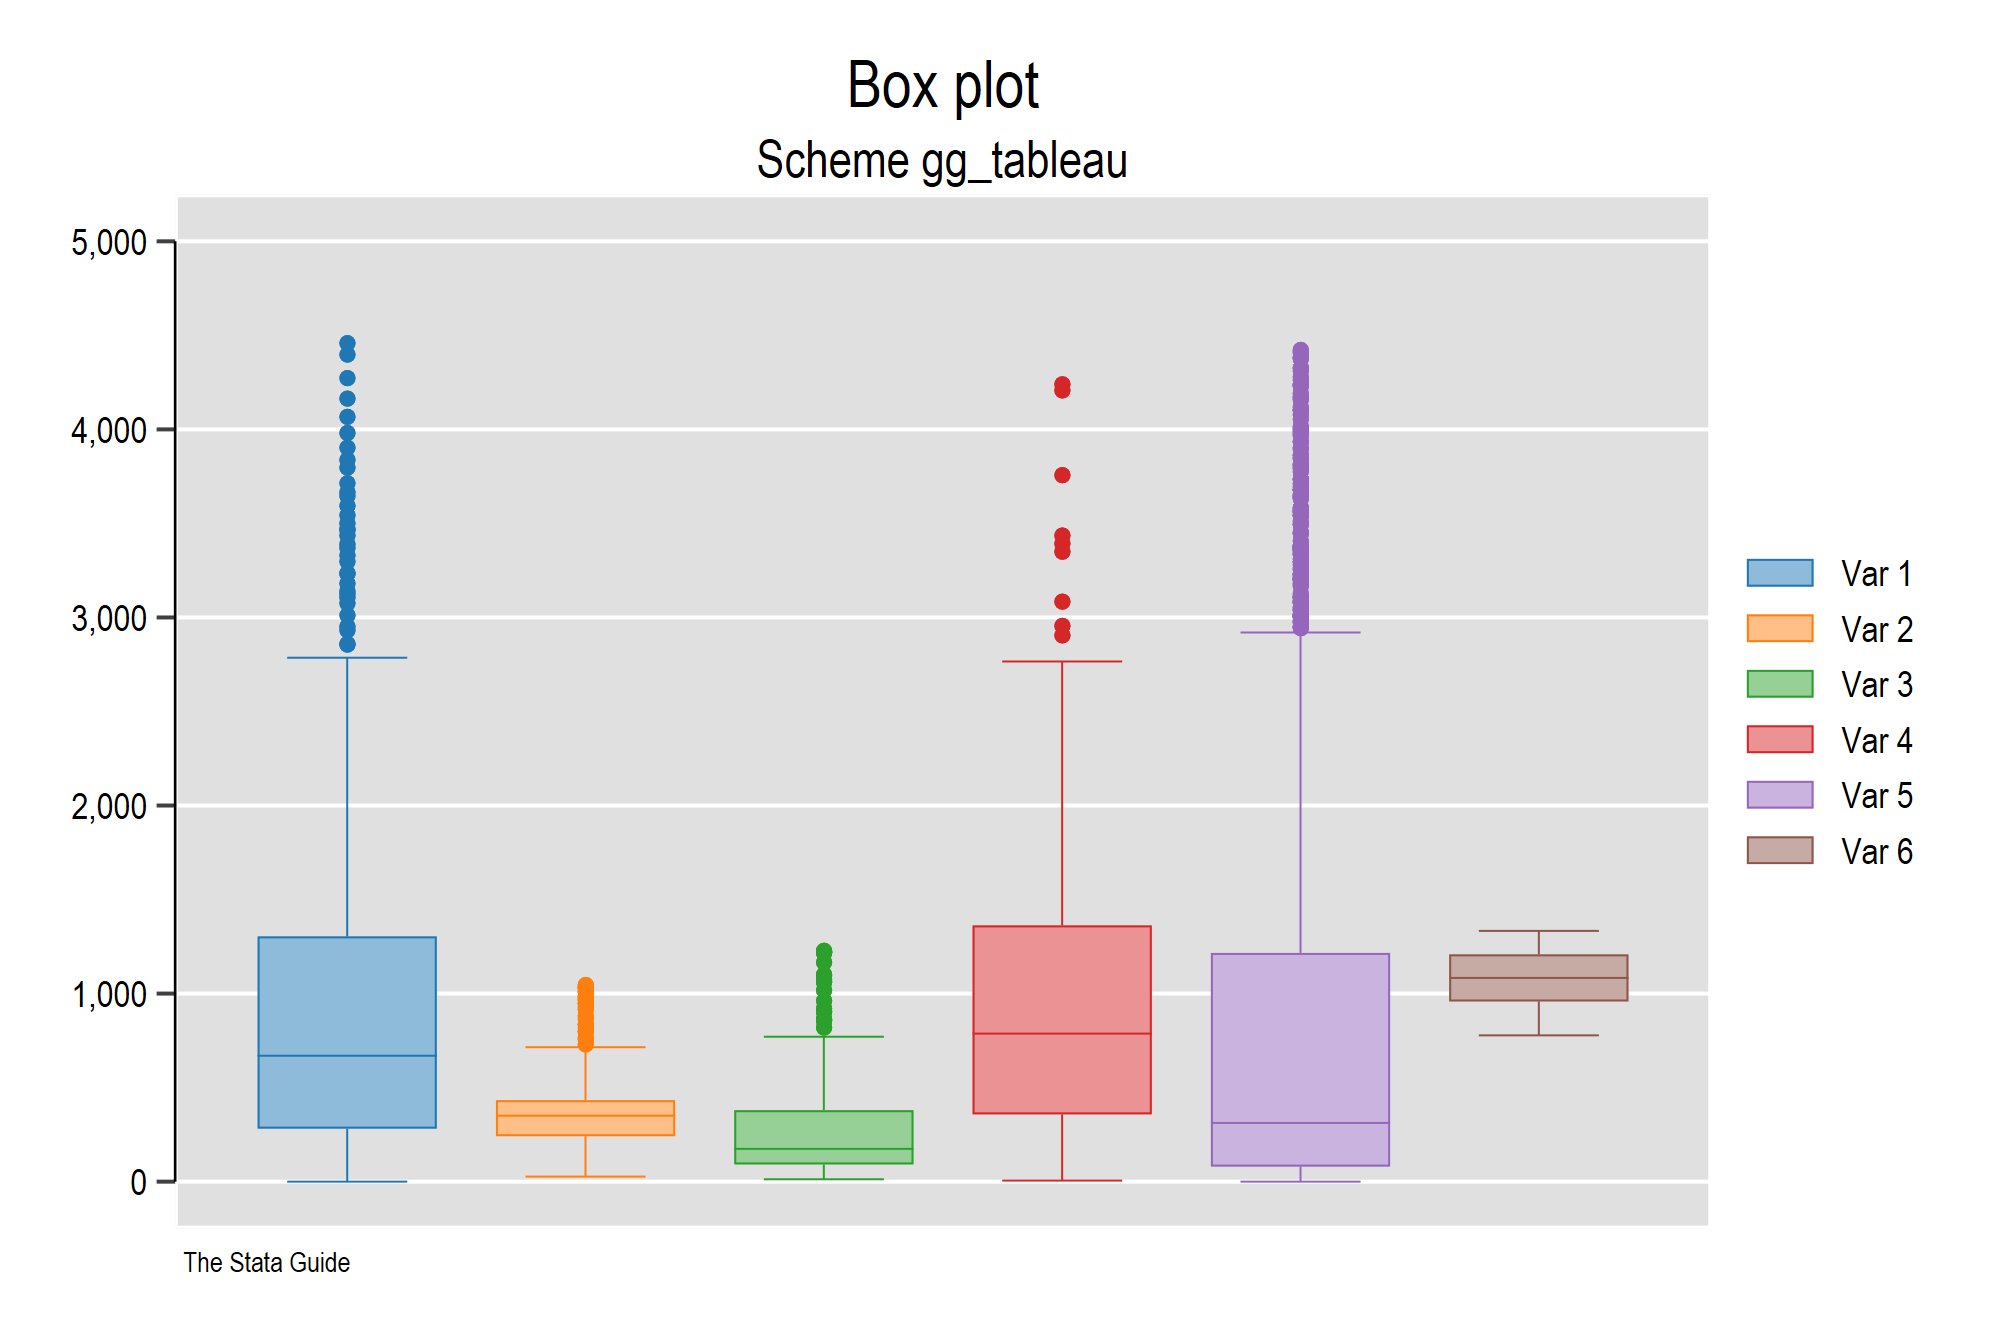 Box plot
Scheme gg_tableau
5,000
4,000
3,000
2,000
1,000
0
Var 1
Var 2
Var 3
Var 4
Var 5
Var 6
The Stata Guide